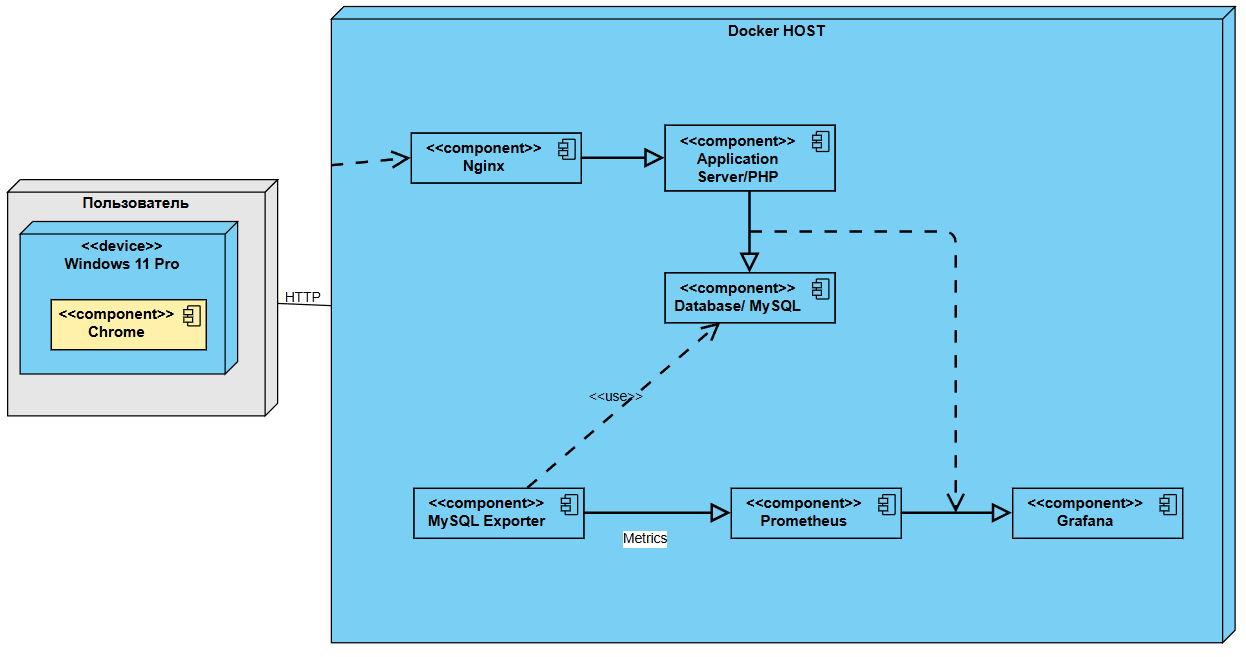 Docker HOST
<<component>>
Nginx
<<component>>
Application
Server/PHP
Пользователь
<<device>>
Windows 11 Pro
<<component>>
Chrome
HTTP
<<component>>
Database/ MySQL
<<use>>
<<component>>
MySQL Exporter
Metrics
<<component>>
Prometheus
<<component>>
Grafana